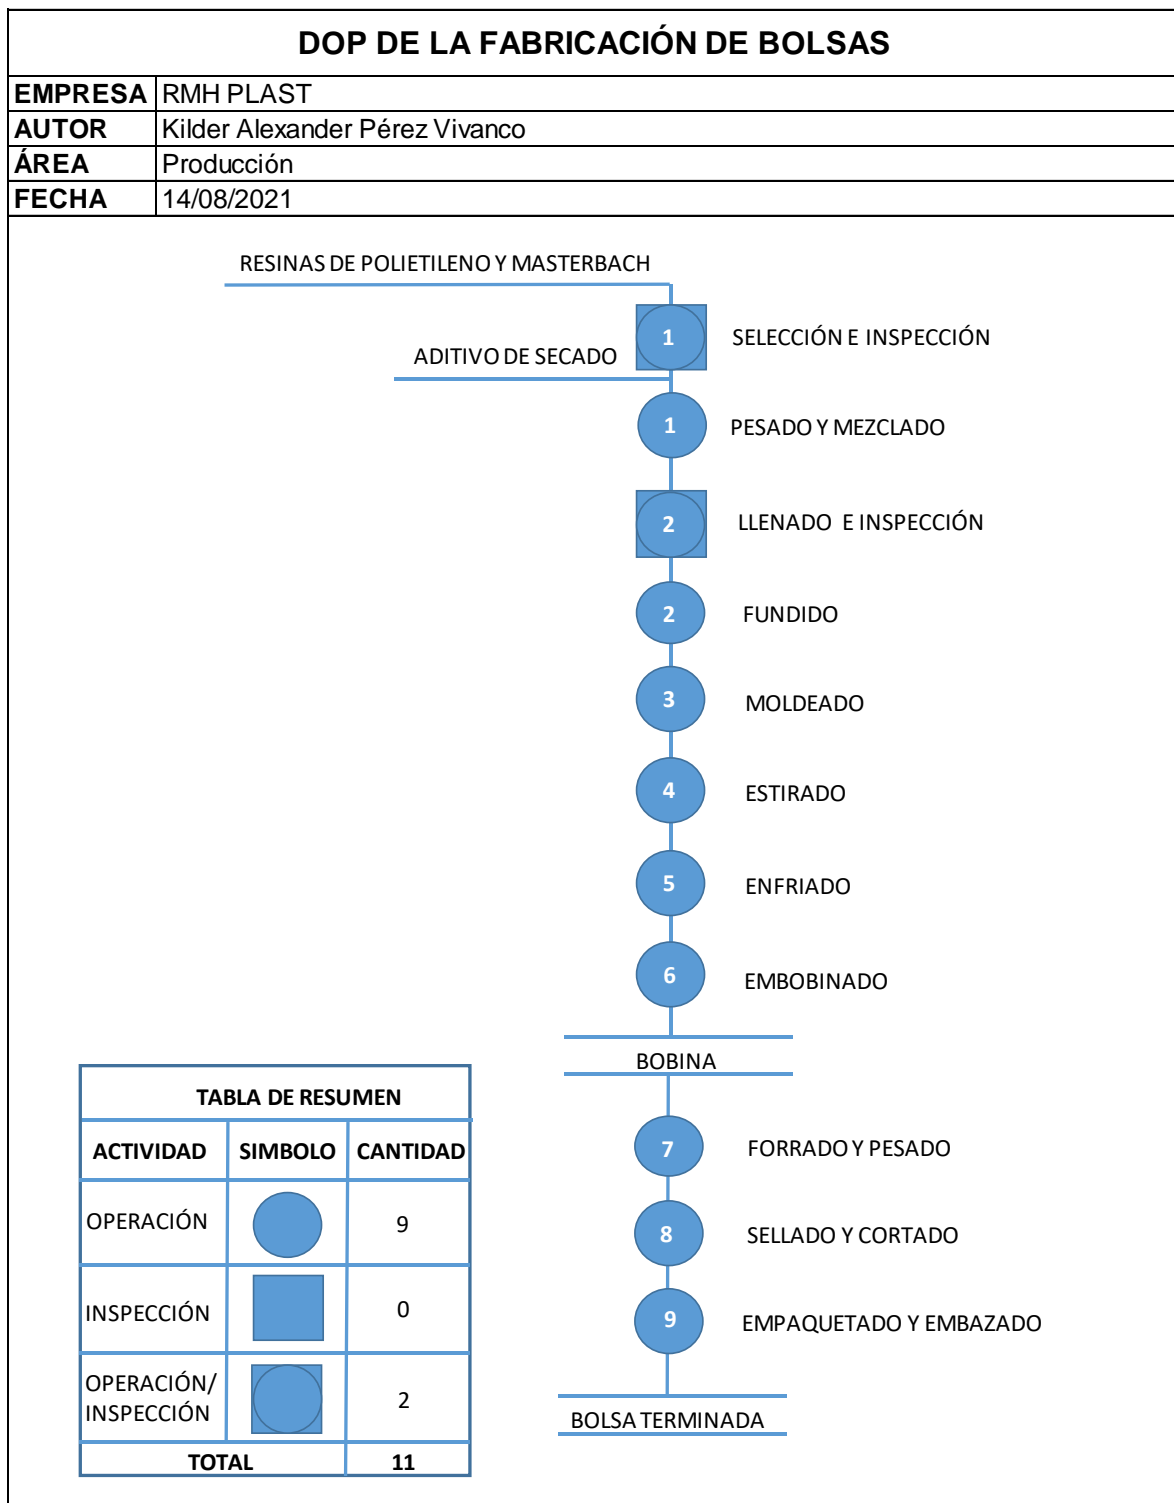 DOP DE LA FABRICACIÓN DE BOLSAS
EMPRESA RMH PLAST
AUTOR Kilder Alexander Pérez Vivanco
ÁREA Producción
FECHA 14/08/2021
RESINAS DE POLIETILENO Y MASTERBACH
1 SELECCIÓN E INSPECCIÓN
ADITIVO DE SECADO
1 PESADO Y MEZCLADO
2 LLENADO E INSPECCIÓN
2 FUNDIDO
3 MOLDEADO
4 ESTIRADO
5 ENFRIADO
6 EMBOBINADO
BOBINA
7 FORRADO Y PESADO
8 SELLADO Y CORTADO
9 EMPAQUETADO Y EMBAZADO
BOLSA TERMINADA
TABLA DE RESUMEN
ACTIVIDAD SIMBOLO CANTIDAD
OPERACIÓN 9
INSPECCIÓN 0
OPERACIÓN/
INSPECCIÓN 2
TOTAL 11